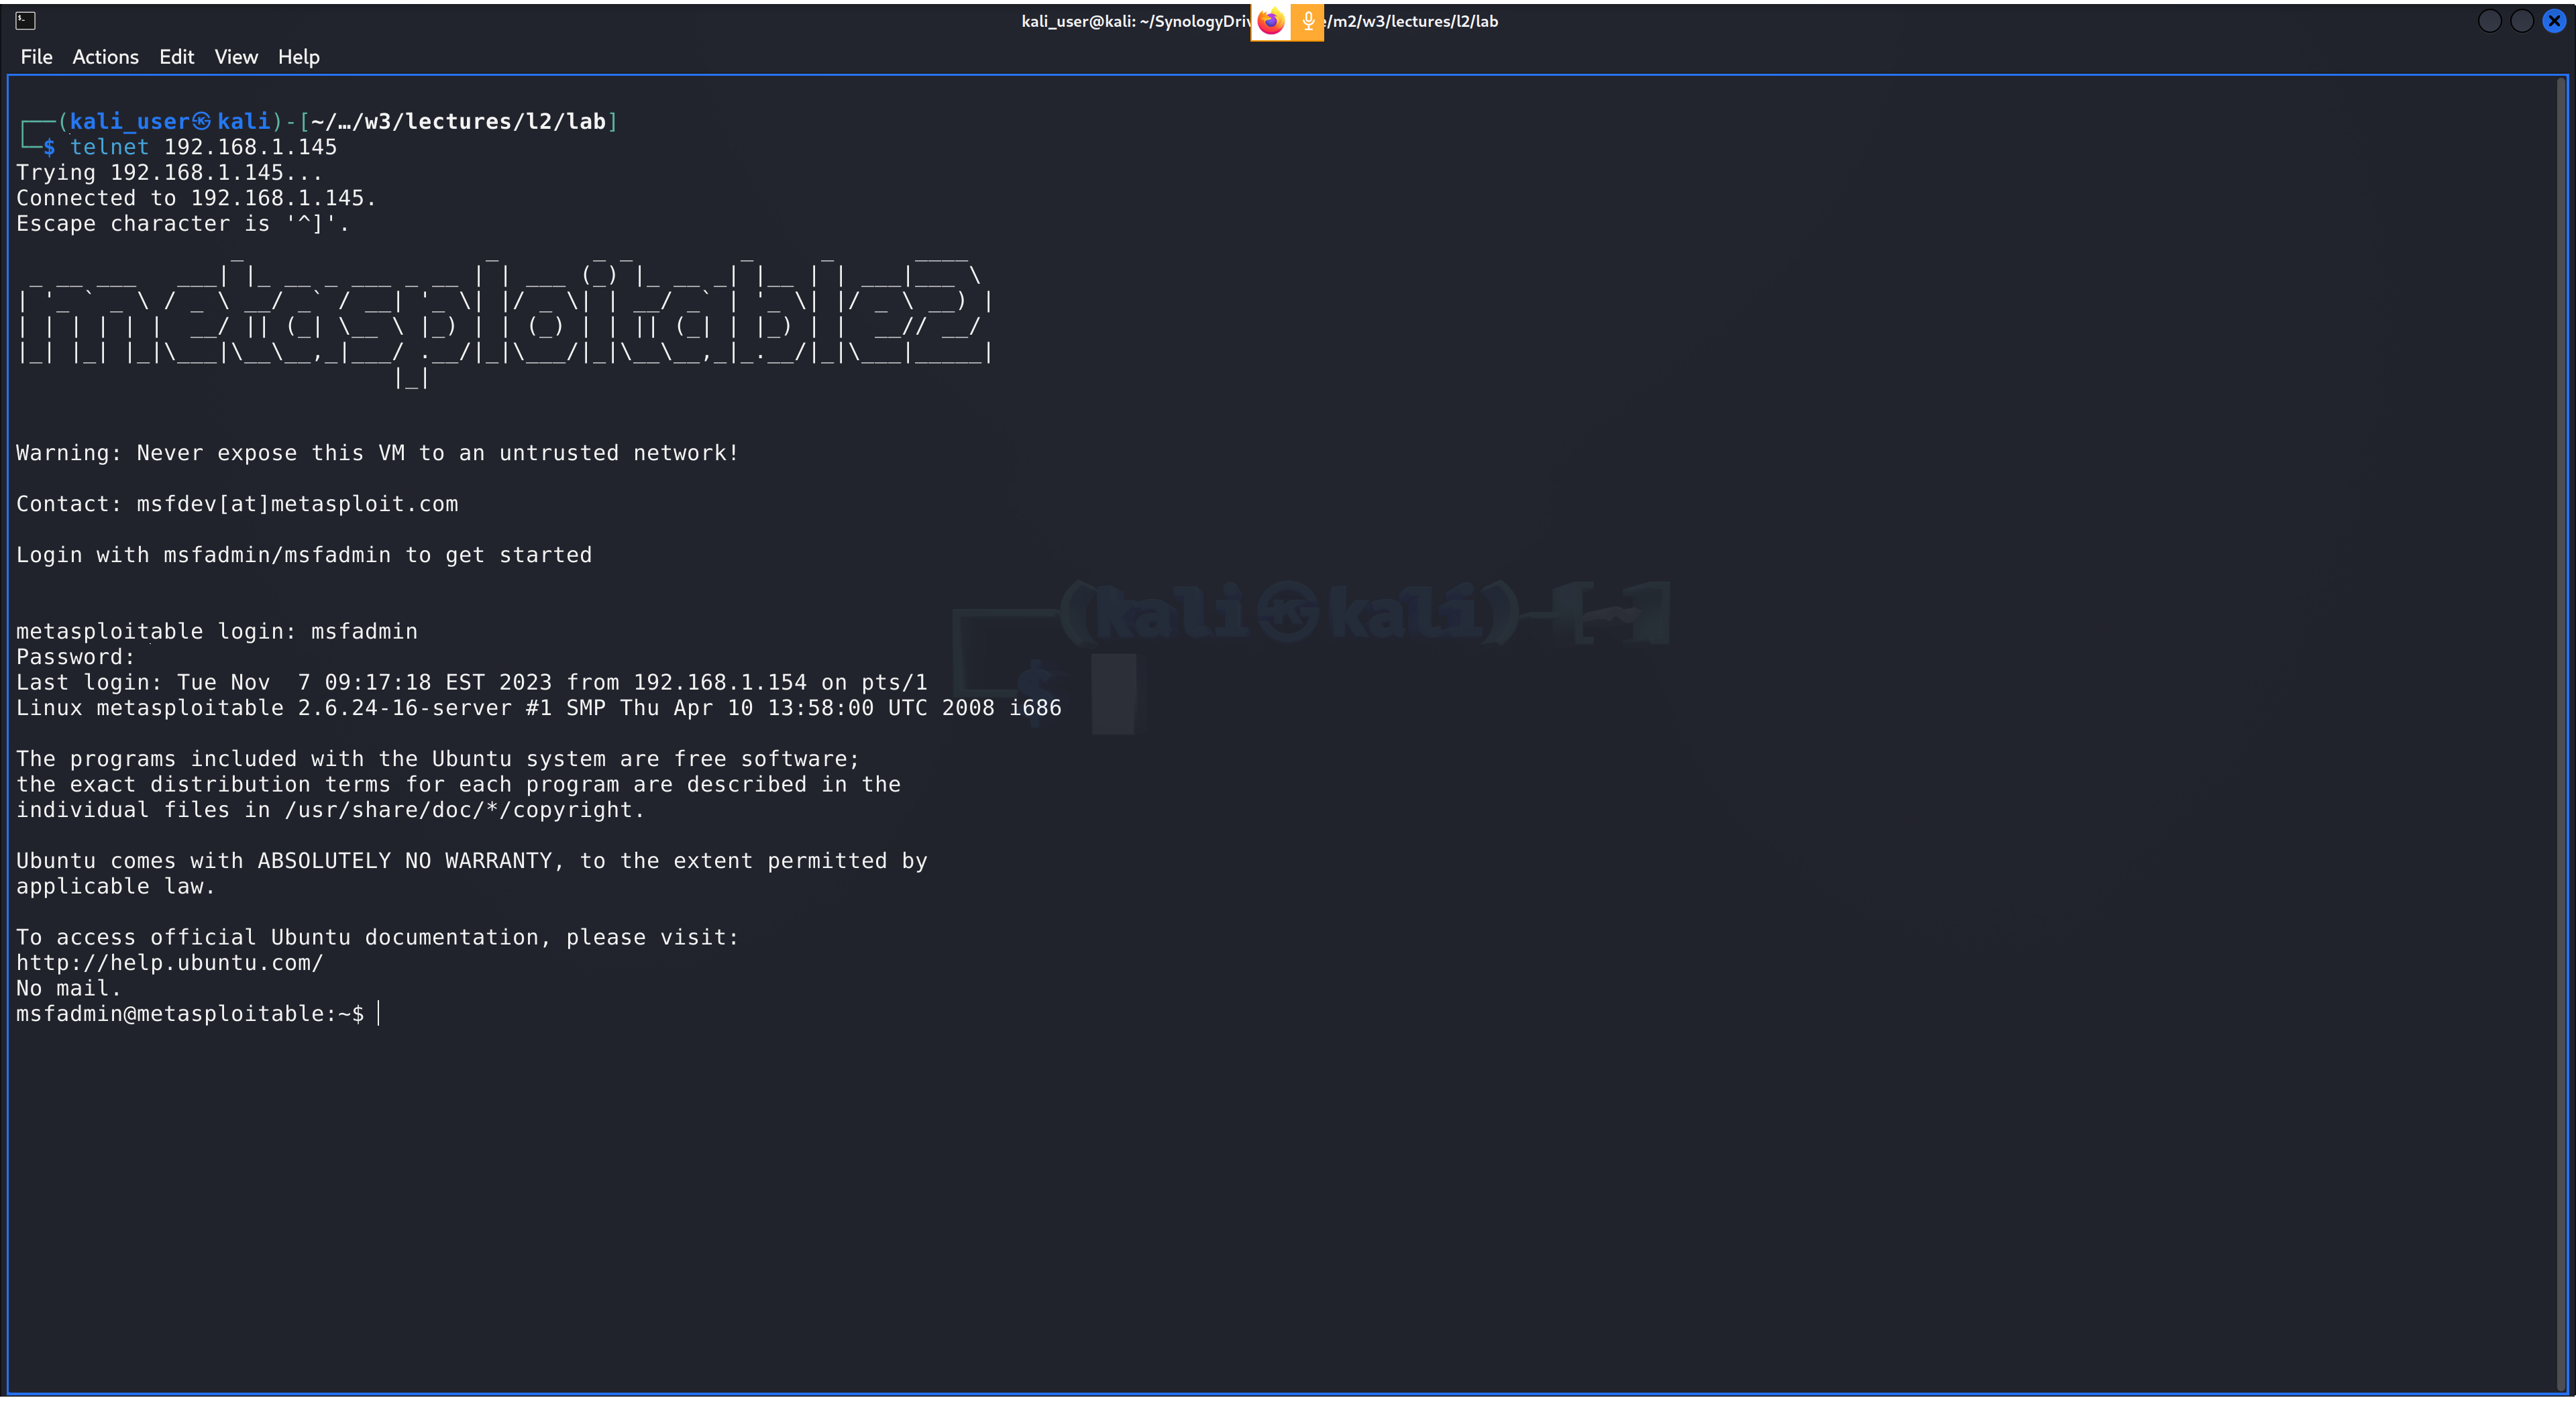 kali_user@kali: ~/SynologyDriv e/m2/w3/lectures/l2/lab
File Actions Edit View Help
┌──(kali_user㉿kali)-[~/…/w3/lectures/l2/lab]
└─$ telnet 192.168.1.145
Trying 192.168.1.145...
Connected to 192.168.1.145.
Escape character is '^]'.
metasploitable2
Warning: Never expose this VM to an untrusted network!
Contact: msfdev[at]metasploit.com
Login with msfadmin/msfadmin to get started
metasploitable login: msfadmin
Password:
Last login: Tue Nov  7 09:17:18 EST 2023 from 192.168.1.154 on pts/1
Linux metasploitable 2.6.24-16-server #1 SMP Thu Apr 10 13:58:00 UTC 2008 i686
The programs included with the Ubuntu system are free software;
the exact distribution terms for each program are described in the
individual files in /usr/share/doc/*/copyright.
Ubuntu comes with ABSOLUTELY NO WARRANTY, to the extent permitted by
applicable law.
To access official Ubuntu documentation, please visit:
http://help.ubuntu.com/
No mail.
msfadmin@metasploitable:~$
┌──(kali㉿kali)-[~]
└─$